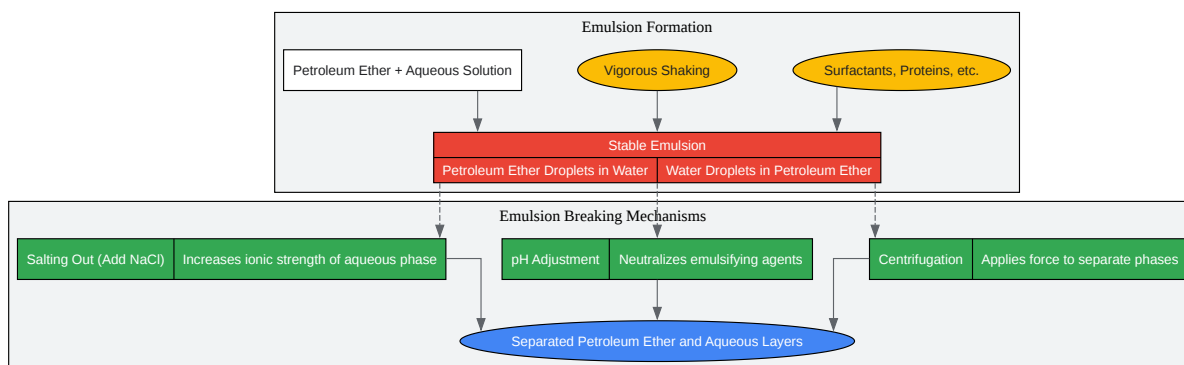 Emulsion Formation
Petroleum Ether + Aqueous Solution
Vigorous Shaking
Surfactants, Proteins, etc.
Stable Emulsion
Petroleum Ether Droplets in Water
Water Droplets in Petroleum Ether
Emulsion Breaking Mechanisms
Salting Out (Add NaCl)
Increases ionic strength of aqueous phase
pH Adjustment
Neutralizes emulsifying agents
Centrifugation
Applies force to separate phases
Separated Petroleum Ether and Aqueous Layers